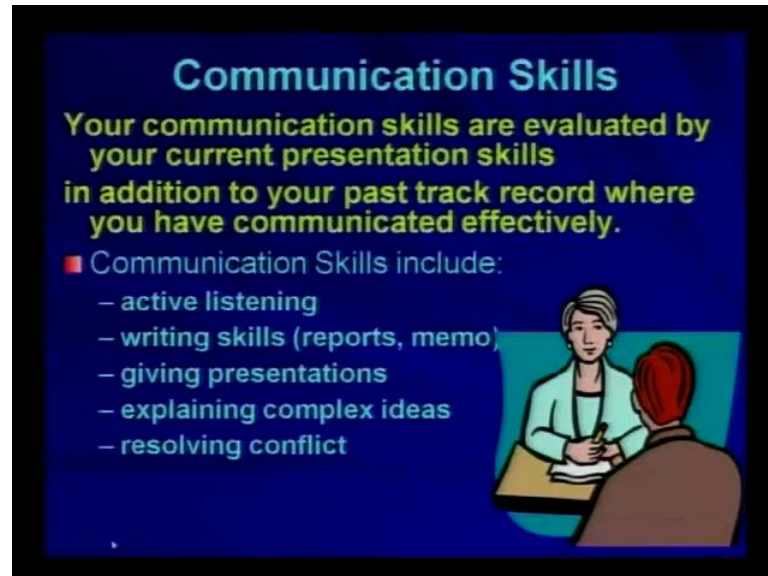 Communication Skills
Your communication skills are evaluated by
your current presentation skills
in addition to your past track record where
you have communicated effectively.
Communication Skills include:
– active listening
– writing skills (reports, memo)
– giving presentations
– explaining complex ideas
– resolving conflict